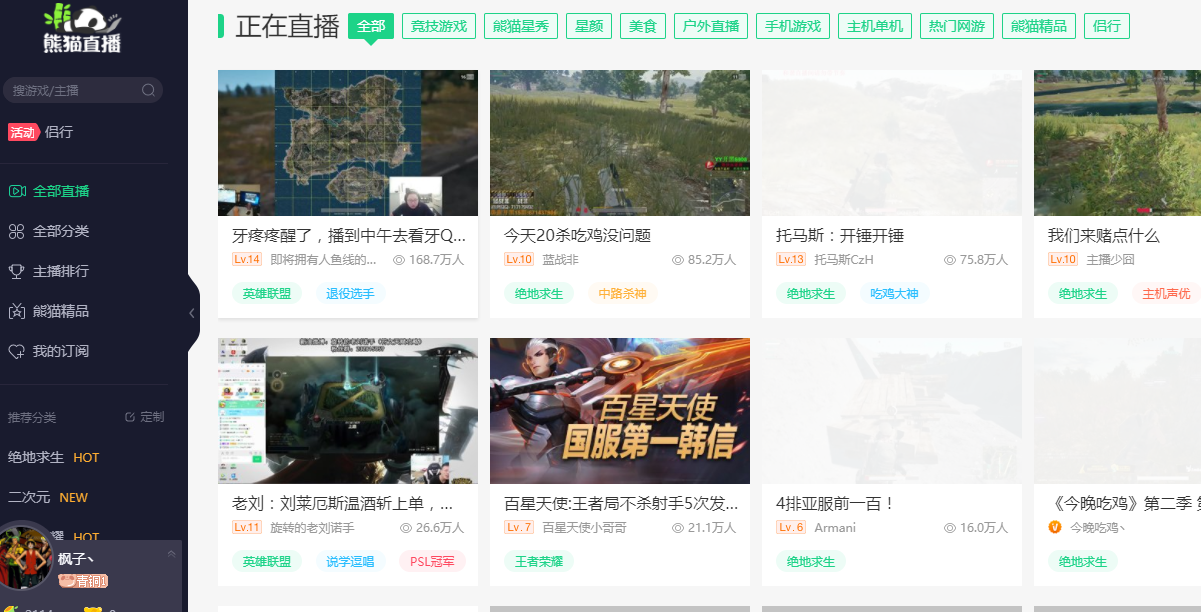 熊猫直播
搜游戏/主播
活动 侣行
全部直播
全部分类
主播排行
熊猫精品
我的订阅
推荐分类 定制
绝地求生 HOT
二次元 NEW
HOT
枫子丶
青铜1
正在直播 全部 竞技游戏 熊猫星秀 星颜 美食 户外直播 手机游戏 主机单机 热门网游 熊猫精品 侣行
牙疼疼醒了，播到中午去看牙Q...
Lv.14 即将拥有人鱼线的... 168.7万人
英雄联盟 退役选手
今天20杀吃鸡没问题
Lv.10 蓝战非 85.2万人
绝地求生 中路杀神
托马斯：开锤开锤
Lv.13 托马斯CzH 75.8万人
绝地求生 吃鸡大神
我们来赌点什么
Lv.10 主播少囧
绝地求生 主机声优
老刘：刘莱厄斯温酒斩上单，...
Lv.11 旋转的老刘诺手 26.6万人
英雄联盟 说学逗唱 PSL冠军
百星天使
国服第一韩信
百星天使:王者局不杀射手5次发...
Lv.7 百星天使小哥哥 21.1万人
王者荣耀
4排亚服前一百！
Lv.6 Armani 16.0万人
绝地求生
《今晚吃鸡》第二季
今晚吃鸡丶
绝地求生